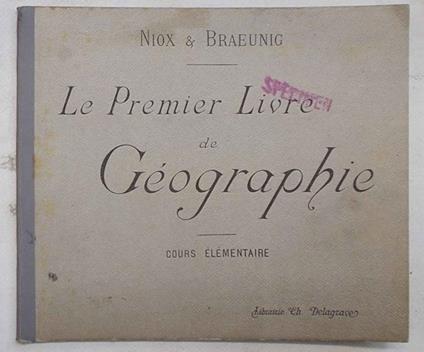 NIOX & BRAEUNIG
SPECIMEN
Le Premier Livre
de
Géographie
COURS ÉLÉMENTAIRE
Librairie Ch. Delagrave